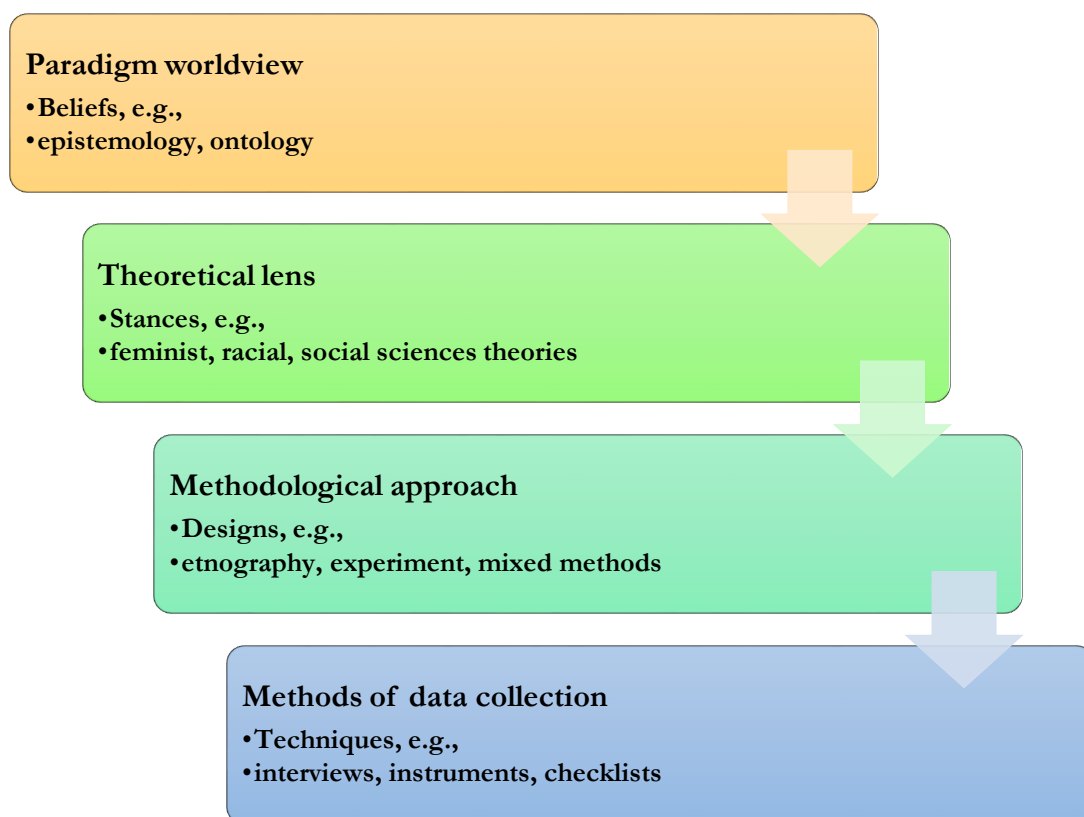 Paradigm worldview
•Beliefs, e.g.,
•epistemology, ontology
Theoretical lens
•Stances, e.g.,
•feminist, racial, social sciences theories
Methodological approach
•Designs, e.g.,
•etnography, experiment, mixed methods
Methods of data collection
•Techniques, e.g.,
•interviews, instruments, checklists